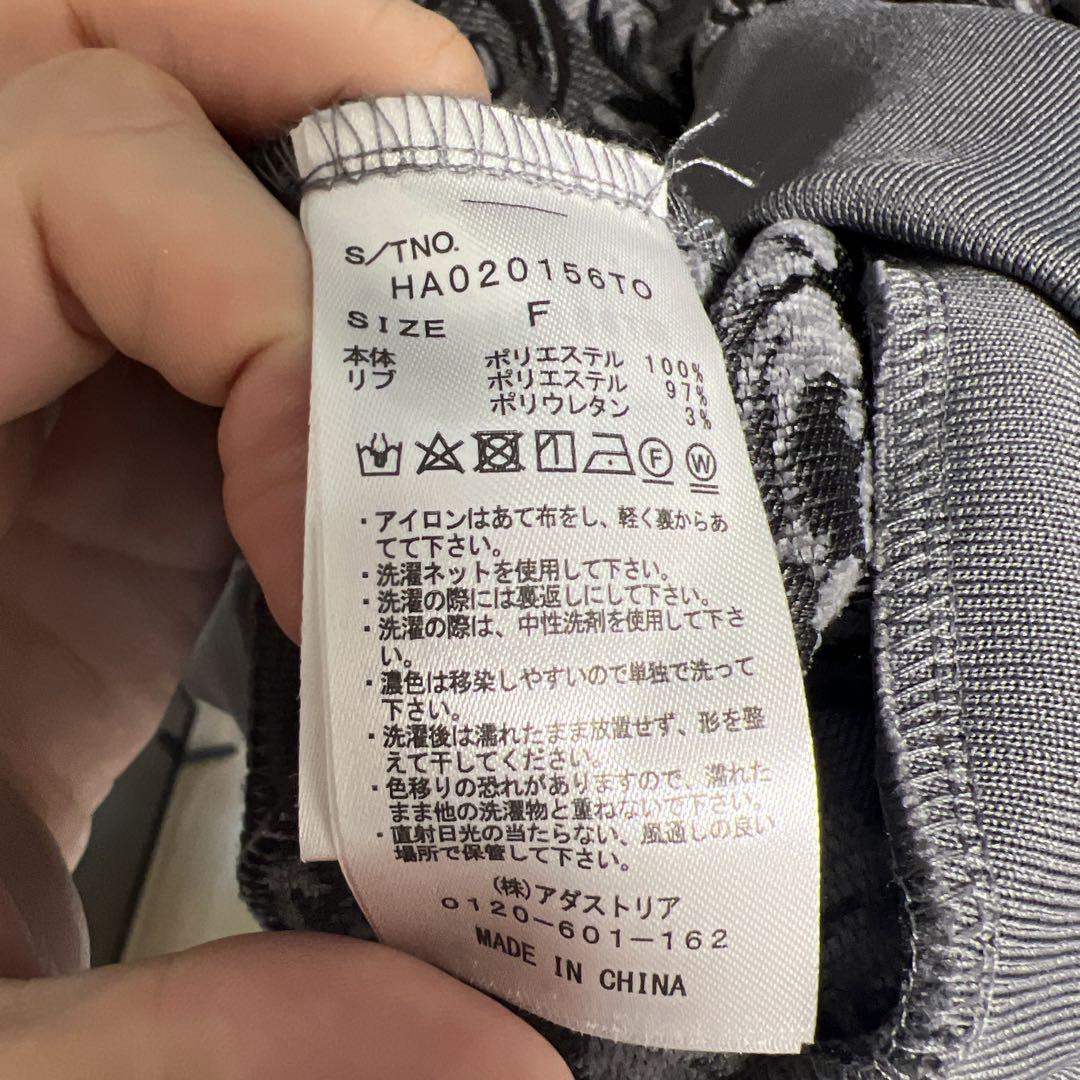 S/TNO.
HA020156TO
SIZE F
本体 ポリエステル 100%
リブ ポリエステル 97%
ポリウレタン 3%
F W
・アイロンはあて布をし、軽く裏からあ
てて下さい。
・洗濯ネットを使用して下さい。
・洗濯の際には裏返しにして下さい。
・洗濯の際は、中性洗剤を使用して下さ
い。
・濃色は移染しやすいので単独で洗って
下さい。
・洗濯後は濡れたまま放置せず、形を整
えて干してください。
・色移りの恐れがありますので、濡れた
まま他の洗濯物と重ねないで下さい。
・直射日光の当たらない、風通しの良い
場所で保管して下さい。
(株)アダストリア
0120-601-162
MADE IN CHINA